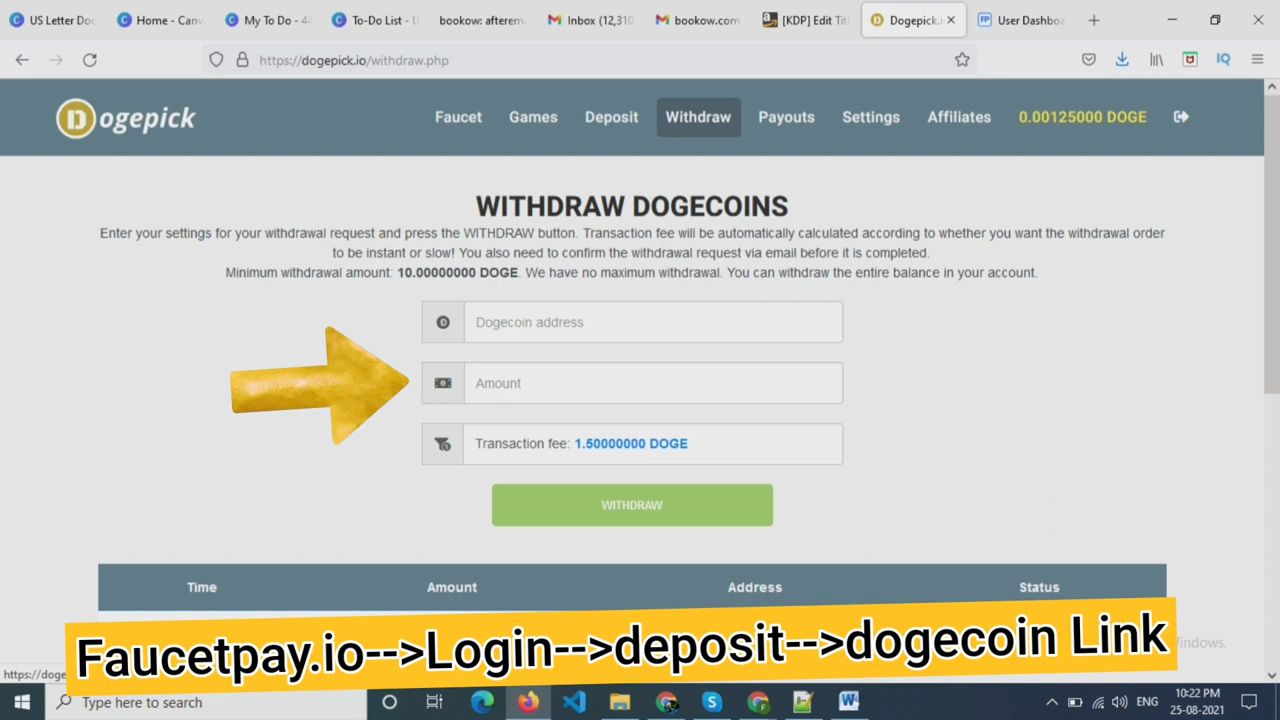 US Letter Doc
Home - Canv
My To Do - 4
To-Do List - U
bookow: afterem
Inbox (12,310
bookow.com
[KDP] Edit Tit
Dogepick.i
User Dashboa
https://dogepick.io/withdraw.php
IQ
Dogepick
Faucet
Games
Deposit
Withdraw
Payouts
Settings
Affiliates
0.00125000 DOGE
WITHDRAW DOGECOINS
Enter your settings for your withdrawal request and press the WITHDRAW button. Transaction fee will be automatically calculated according to whether you want the withdrawal order
to be instant or slow! You also need to confirm the withdrawal request via email before it is completed.
Minimum withdrawal amount: 10.00000000 DOGE. We have no maximum withdrawal. You can withdraw the entire balance in your account.
Dogecoin address
Amount
Transaction fee: 1.50000000 DOGE
WITHDRAW
Time
Amount
Address
Status
Faucetpay.io-->Login-->deposit-->dogecoin Link
indows.
https://doge
Type here to search
ENG
10:22 PM
25-08-2021